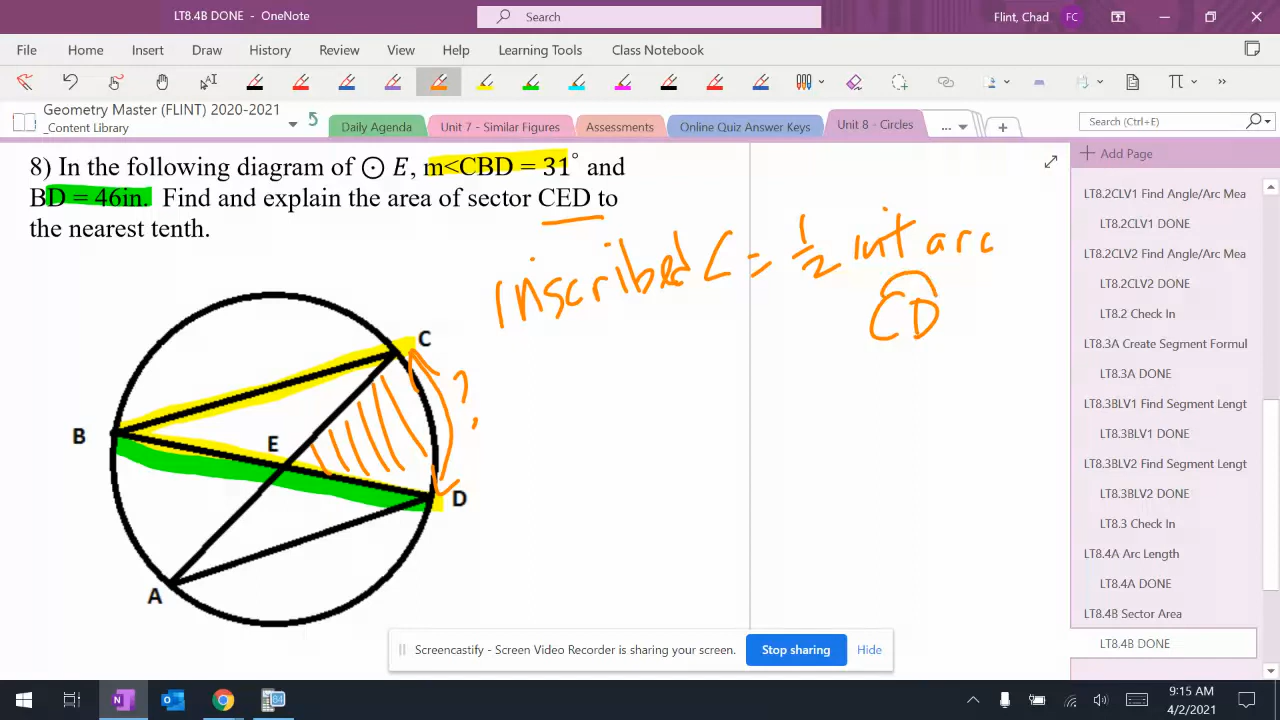 LT8.4B DONE - OneNote
Search
Flint, Chad
FC
File Home Insert Draw History Review View Help Learning Tools Class Notebook
Geometry Master (FLINT) 2020-2021
_Content Library
Daily Agenda
Unit 7 - Similar Figures
Assessments
Online Quiz Answer Keys
Unit 8 - Circles
...
+
Search (Ctrl+E)
8) In the following diagram of ⊙ E, m<CBD = 31° and
BD = 46in. Find and explain the area of sector CED to
the nearest tenth.
Inscribed ∠ = 1/2 int arc
CD
C
?
B
E
D
A
Add Page
LT8.2CLV1 Find Angle/Arc Mea
LT8.2CLV1 DONE
LT8.2CLV2 Find Angle/Arc Mea
LT8.2CLV2 DONE
LT8.2 Check In
LT8.3A Create Segment Formul
LT8.3A DONE
LT8.3BLV1 Find Segment Lengt
LT8.3BLV1 DONE
LT8.3BLV2 Find Segment Lengt
LT8.3BLV2 DONE
LT8.3 Check In
LT8.4A Arc Length
LT8.4A DONE
LT8.4B Sector Area
LT8.4B DONE
Screencastify - Screen Video Recorder is sharing your screen.
Stop sharing
Hide
9:15 AM
4/2/2021